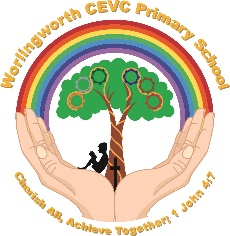 Worlingworth CEVC Primary School
Cherish All, Achieve Together; 1 John 4:7